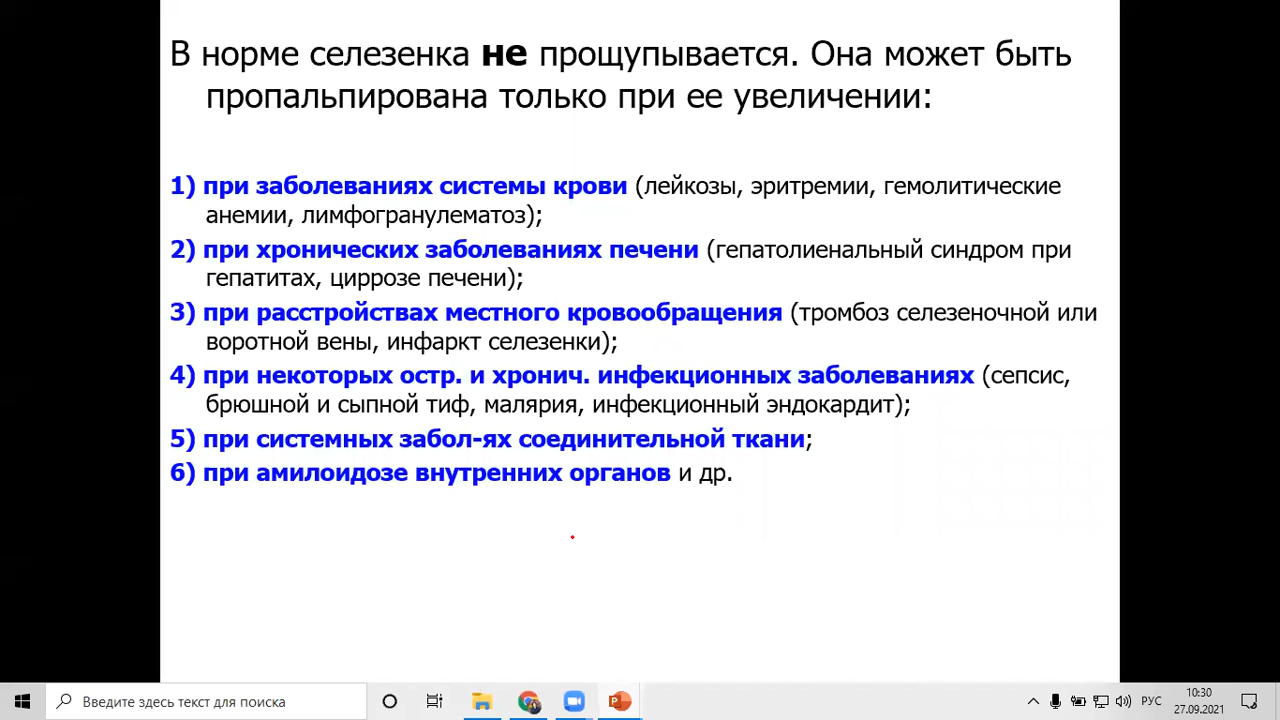 В норме селезенка не прощупывается. Она может быть
пропальпирована только при ее увеличении:
1) при заболеваниях системы крови (лейкозы, эритремии, гемолитические
анемии, лимфогранулематоз);
2) при хронических заболеваниях печени (гепатолиенальный синдром при
гепатитах, циррозе печени);
3) при расстройствах местного кровообращения (тромбоз селезеночной или
воротной вены, инфаркт селезенки);
4) при некоторых остр. и хронич. инфекционных заболеваниях (сепсис,
брюшной и сыпной тиф, малярия, инфекционный эндокардит);
5) при системных забол-ях соединительной ткани;
6) при амилоидозе внутренних органов и др.
Введите здесь текст для поиска
РУС
10:30
27.09.2021